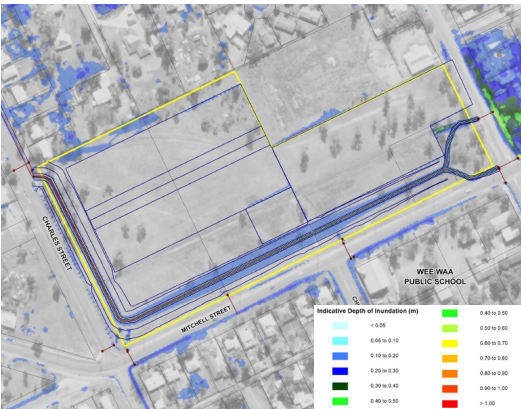 CHARLES STREET
WEE WAA
PUBLIC SCHOOL
MITCHELL STREET
Indicative Depth of Inundation (m)
< 0.05
0.05 to 0.10
0.10 to 0.20
0.20 to 0.30
0.30 to 0.40
0.40 to 0.50
0.40 to 0.50
0.50 to 0.60
0.60 to 0.70
0.70 to 0.80
0.80 to 0.90
0.60 to 1.00
> 1.00